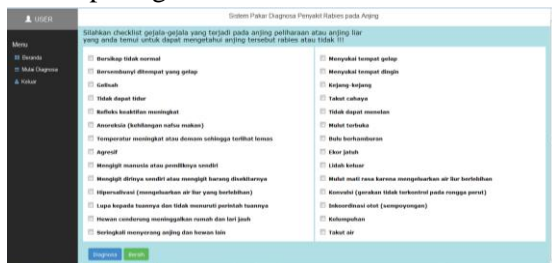 USER
Sistem Pakar Diagnosa Penyakit Rabies pada Anjing
Menu
Beranda
Mulai Diagnosa
Keluar
Silahkan checklist gejala-gejala yang terjadi pada anjing peliharaan atau anjing liar
yang anda temui untuk dapat mengetahui anjing tersebut rabies atau tidak !!!
Bersikap tidak normal
Bersembunyi ditempat yang gelap
Gelisah
Tidak dapat tidur
Refleks keaktifan meningkat
Anoreksia (kehilangan nafsu makan)
Temporatur meningkat atau demam sehingga terlihat lemas
Agresif
Mengigit manusia atau pemiliknya sendiri
Mengigit dirinya sendiri atau mengigit barang disekitarnya
Hipersalivasi (mengeluarkan air liur yang berlebihan)
Lupa kepada tuannya dan tidak menuruti perintah tuannya
Hewan cenderung meninggalkan rumah dan lari jauh
Seringkali menyerang anjing dan hewan lain
Menyukai tempat gelap
Menyukai tempat dingin
Kejang-kejang
Takut cahaya
Tidak dapat menelan
Mulut terbuka
Bulu berhamburan
Ekor jatuh
Lidah keluar
Mulut mati rasa karena mengeluarkan air liur berlebihan
Konvulsi (gerakan tidak terkontrol pada rongga perut)
Inkoordinasi otot (sempoyongan)
Kelumpuhan
Takut air
Diagnosa
Bersih